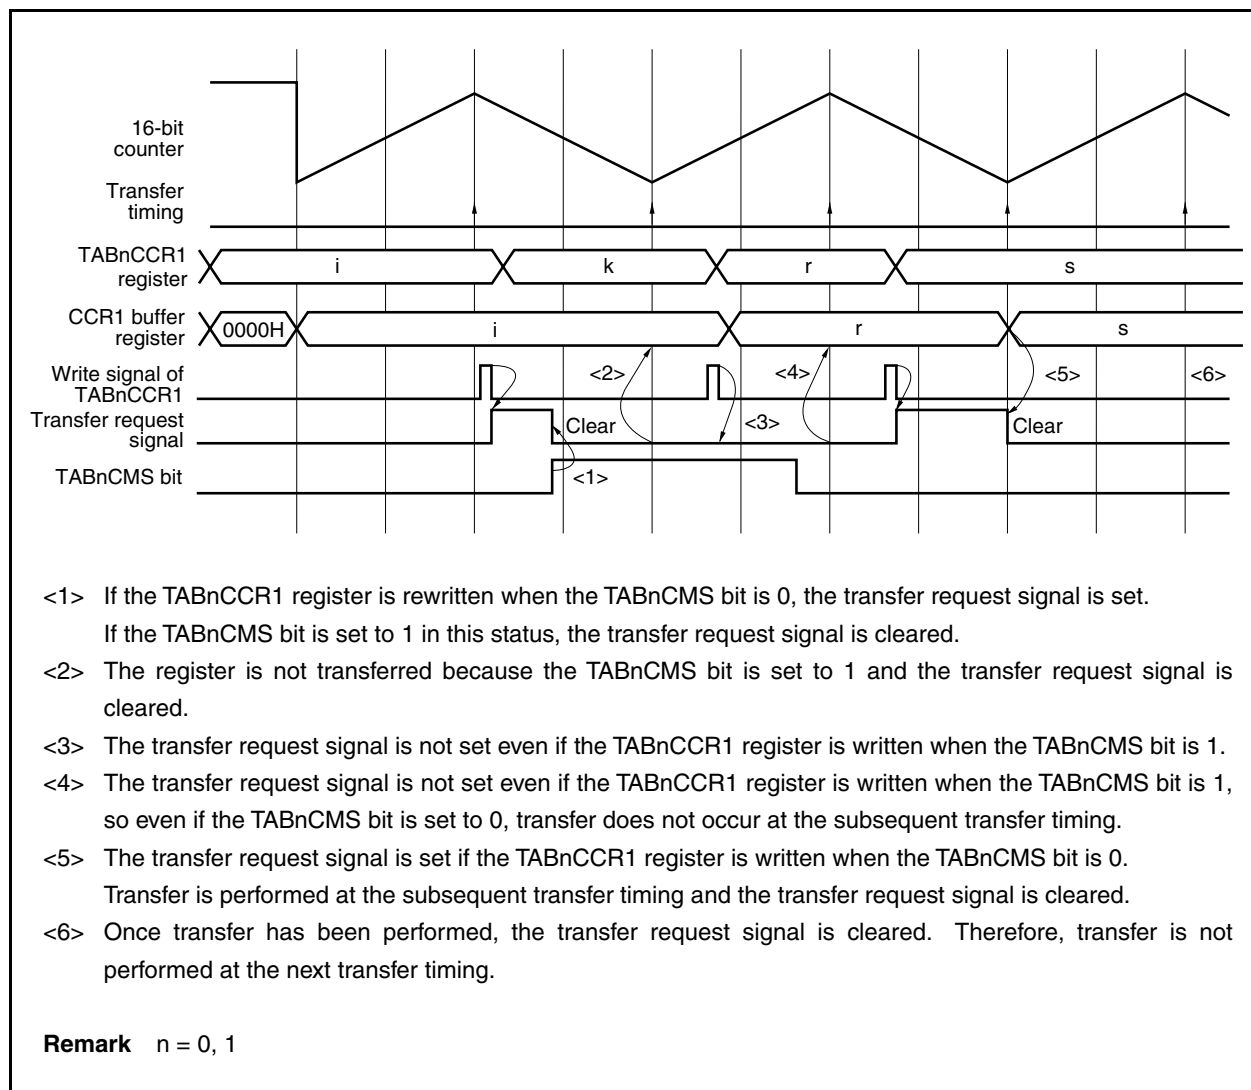 16-bit
counter
Transfer
timing
TABnCCR1
register
i
k
r
s
CCR1 buffer
register
0000H
i
r
s
Write signal of
TABnCCR1
<2>
<4>
<5>
<6>
Transfer request
signal
Clear
<3>
Clear
TABnCMS bit
<1>
<1> If the TABnCCR1 register is rewritten when the TABnCMS bit is 0, the transfer request signal is set.
If the TABnCMS bit is set to 1 in this status, the transfer request signal is cleared.
<2> The register is not transferred because the TABnCMS bit is set to 1 and the transfer request signal is
cleared.
<3> The transfer request signal is not set even if the TABnCCR1 register is written when the TABnCMS bit is 1.
<4> The transfer request signal is not set even if the TABnCCR1 register is written when the TABnCMS bit is 1,
so even if the TABnCMS bit is set to 0, transfer does not occur at the subsequent transfer timing.
<5> The transfer request signal is set if the TABnCCR1 register is written when the TABnCMS bit is 0.
Transfer is performed at the subsequent transfer timing and the transfer request signal is cleared.
<6> Once transfer has been performed, the transfer request signal is cleared. Therefore, transfer is not
performed at the next transfer timing.
Remark n = 0, 1